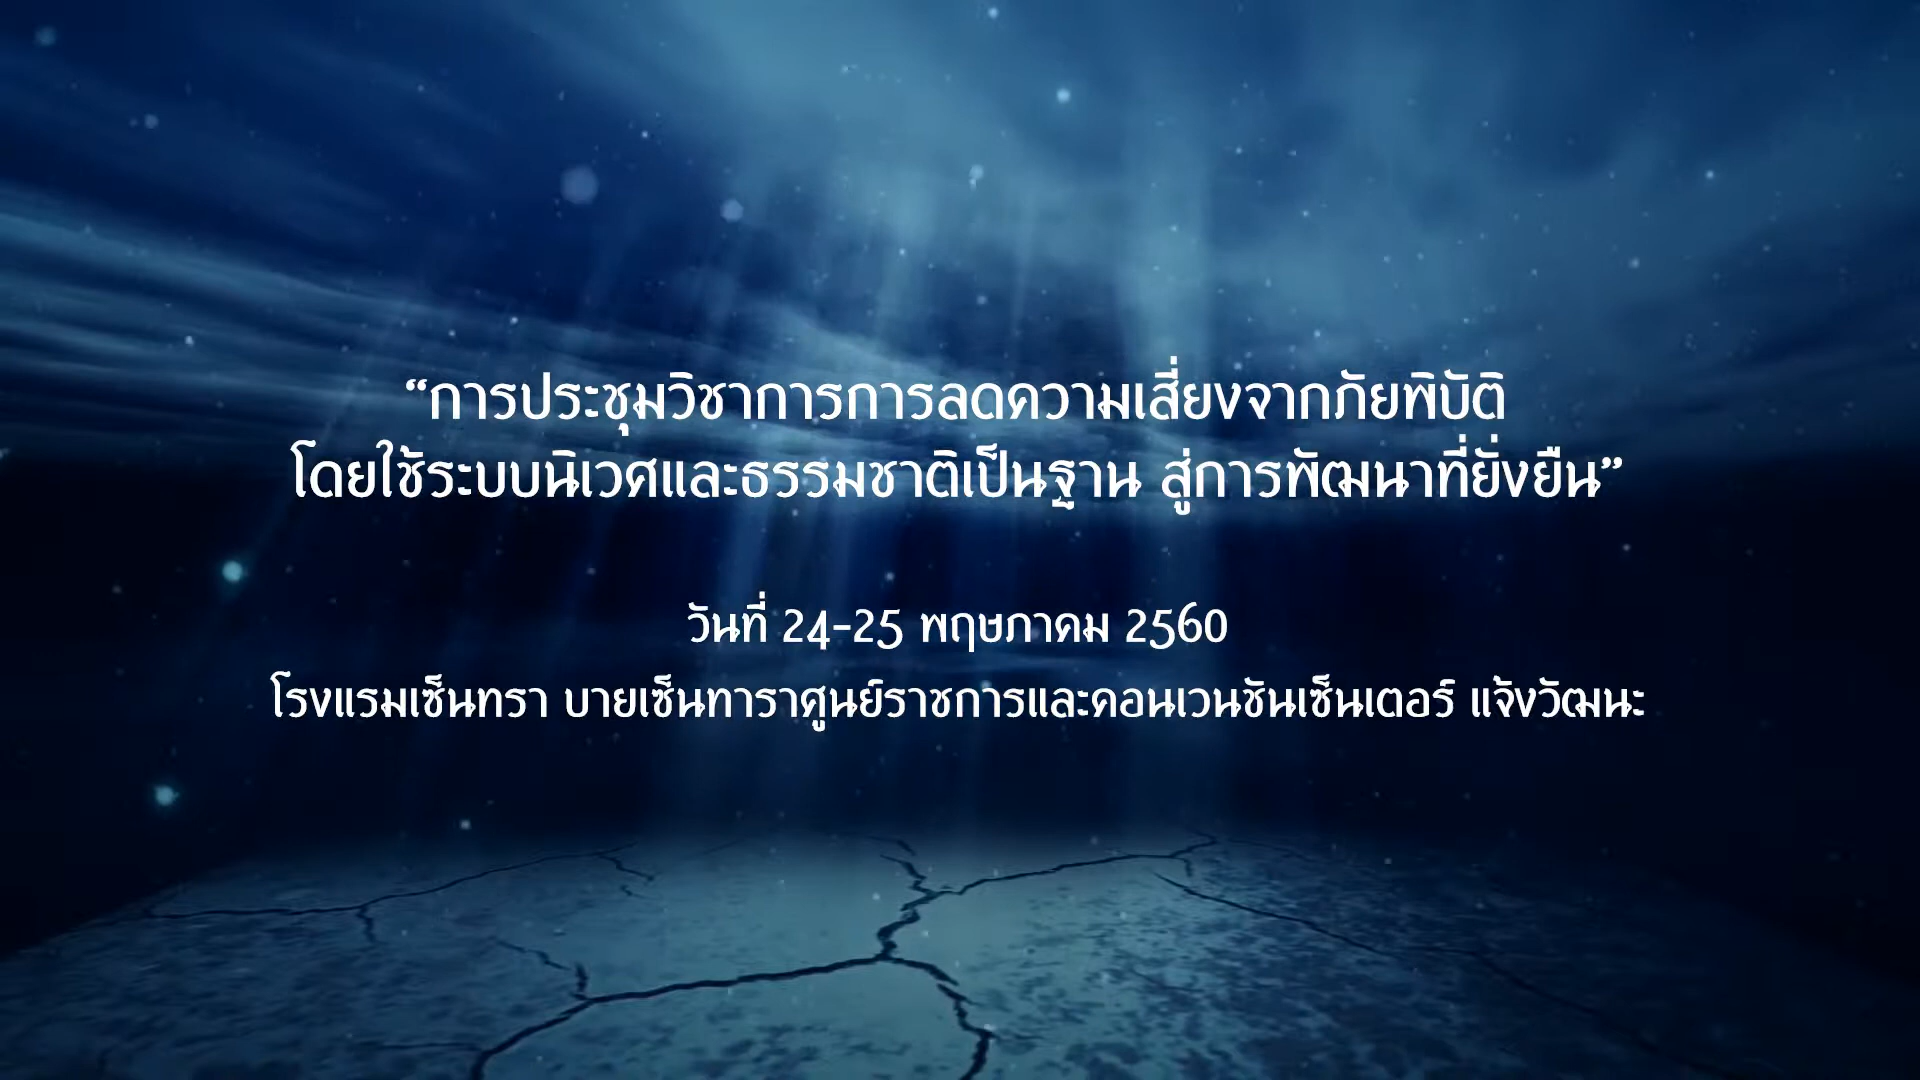 “การประชุมวิชาการการลดความเสี่ยงจากภัยพิบัติ
โดยใช้ระบบนิเวศและธรรมชาติเป็นฐาน สู่การพัฒนาที่ยั่งยืน”
วันที่ 24-25 พฤษภาคม 2560
โรงแรมเซ็นทรา บายเซ็นทาราศูนย์ราชการและคอนเวนชันเซ็นเตอร์ แจ้งวัฒนะ